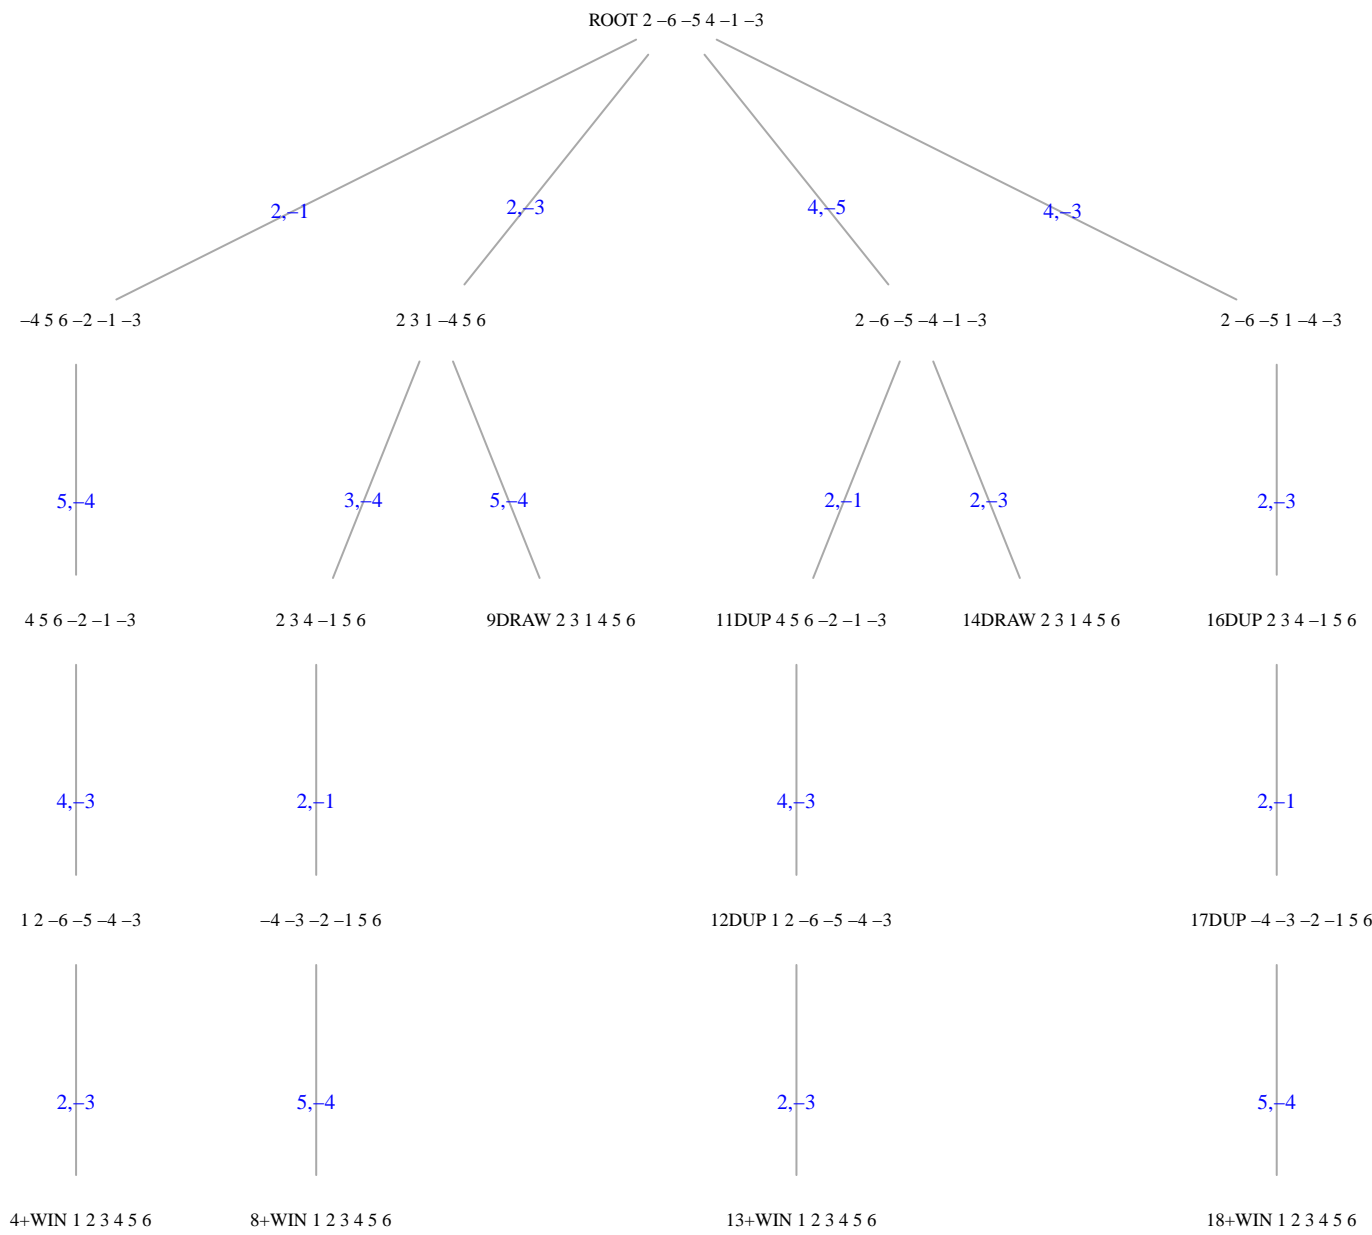 ROOT 2 –6 –5 4 –1 –3
2,–1
2,–3
4,–5
4,–3
–4 5 6 –2 –1 –3
2 3 1 –4 5 6
2 –6 –5 –4 –1 –3
2 –6 –5 1 –4 –3
5,–4
3,–4
5,–4
2,–1
2,–3
2,–3
4 5 6 –2 –1 –3
2 3 4 –1 5 6
9DRAW 2 3 1 4 5 6
11DUP 4 5 6 –2 –1 –3
14DRAW 2 3 1 4 5 6
16DUP 2 3 4 –1 5 6
4,–3
2,–1
4,–3
2,–1
1 2 –6 –5 –4 –3
–4 –3 –2 –1 5 6
12DUP 1 2 –6 –5 –4 –3
17DUP –4 –3 –2 –1 5 6
2,–3
5,–4
2,–3
5,–4
4+WIN 1 2 3 4 5 6
8+WIN 1 2 3 4 5 6
13+WIN 1 2 3 4 5 6
18+WIN 1 2 3 4 5 6